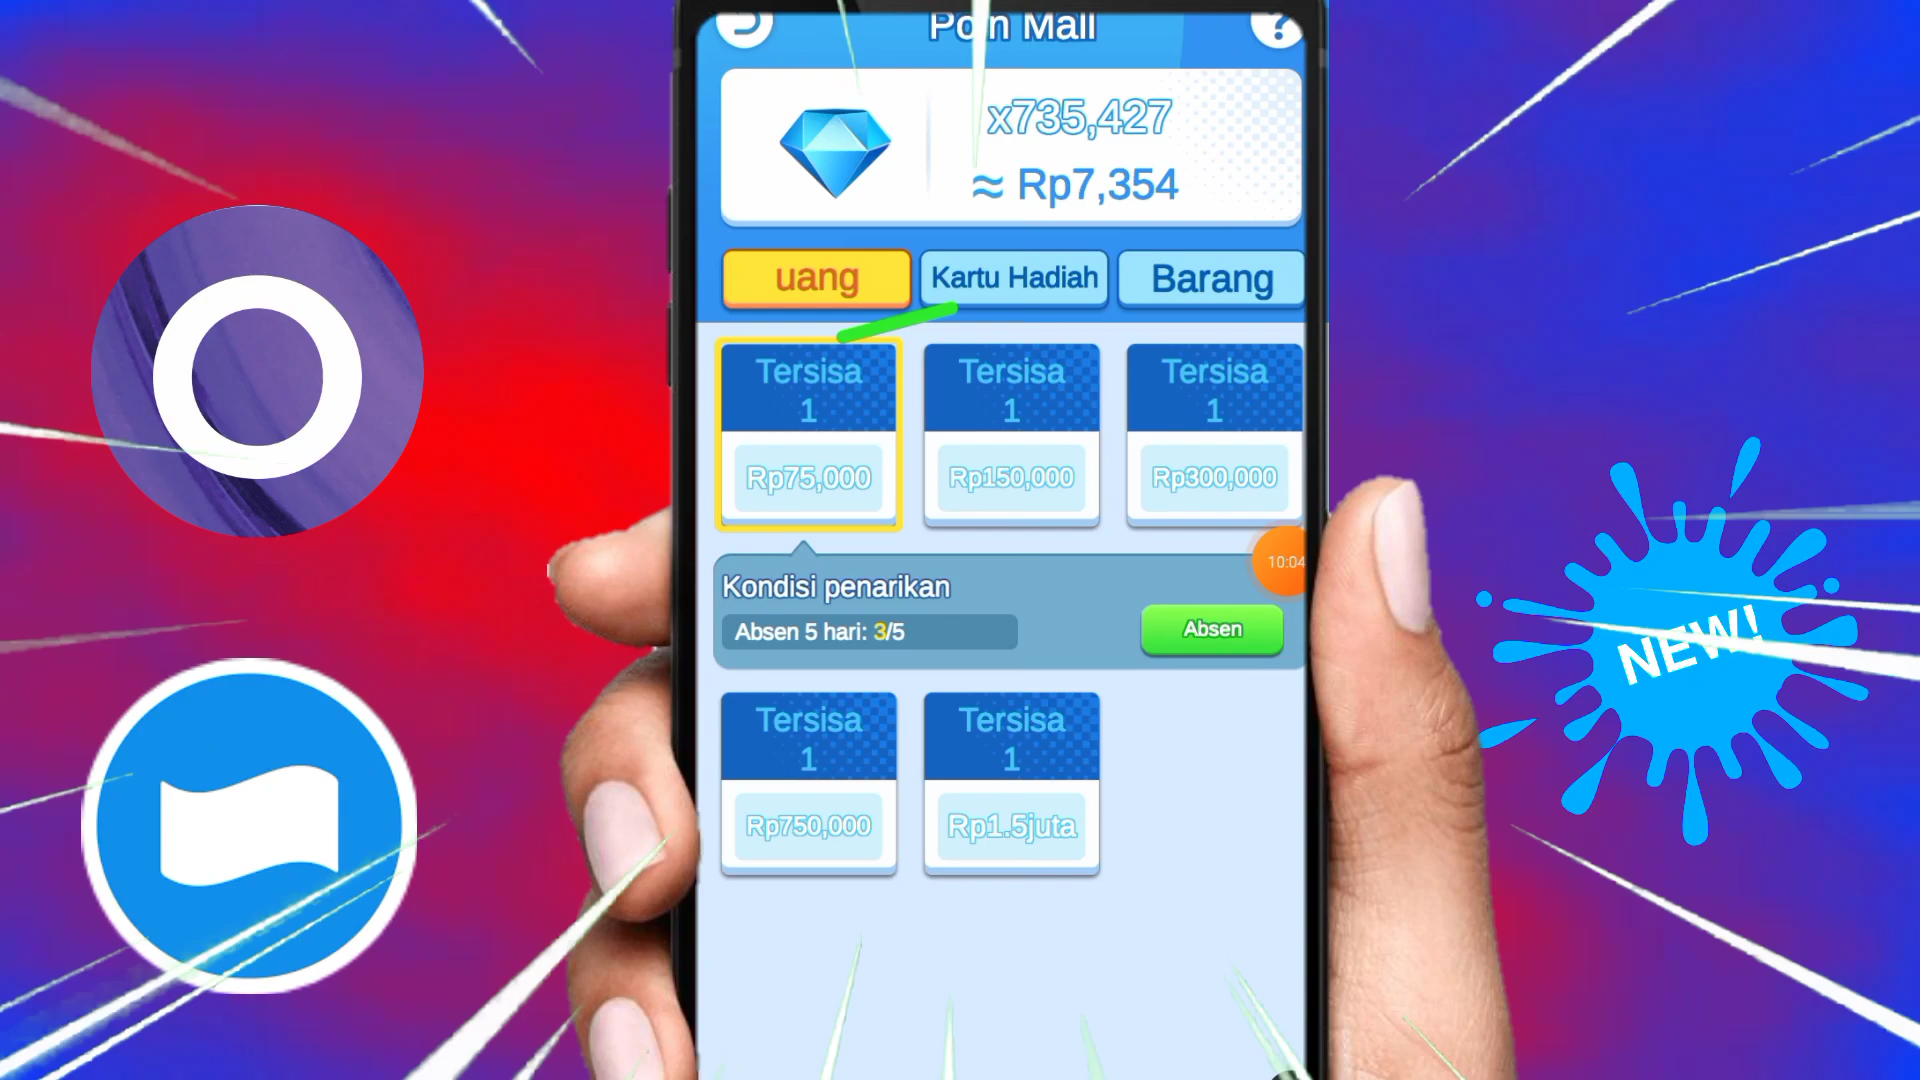 Poin Mall
?
x735,427
≈ Rp7,354
uang
Kartu Hadiah
Barang
Tersisa
1
Tersisa
1
Tersisa
1
Rp75,000
Rp150,000
Rp300,000
10:04
Kondisi penarikan
Absen 5 hari: 3/5
Absen
NEW!
Tersisa
1
Tersisa
1
Rp750,000
Rp1.5juta